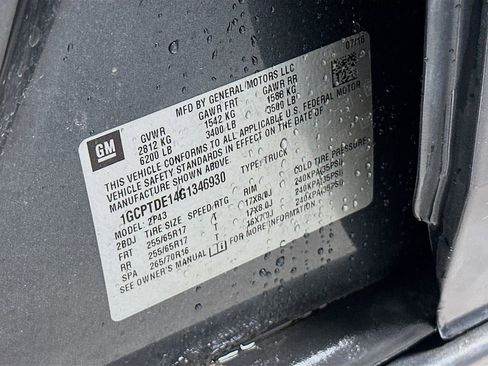 07/16
MFD BY GENERAL MOTORS LLC
GM
GVWR GAWR FRT GAWR RR
2812 KG 1542 KG 1588 KG
6200 LB 3400 LB 3500 LB
THIS VEHICLE CONFORMS TO ALL APPLICABLE U.S. FEDERAL MOTOR
VEHICLE SAFETY STANDARDS IN EFFECT ON THE DATE OF
MANUFACTURE SHOWN ABOVE.
1GCPTDE14G1346930 TYPE: TRUCK
MODEL: 2P43
2BDJ TIRE SIZE SPEED/RTG RIM COLD TIRE PRESSURE
FRT 255/65R17 T 17X8.0J 240KPA(35PSI)
RR 255/65R17 T 17X8.0J 240KPA(35PSI)
SPA 265/70R16 T 16X7.0J 240KPA(35PSI)
SEE OWNER'S MANUAL FOR MORE INFORMATION.